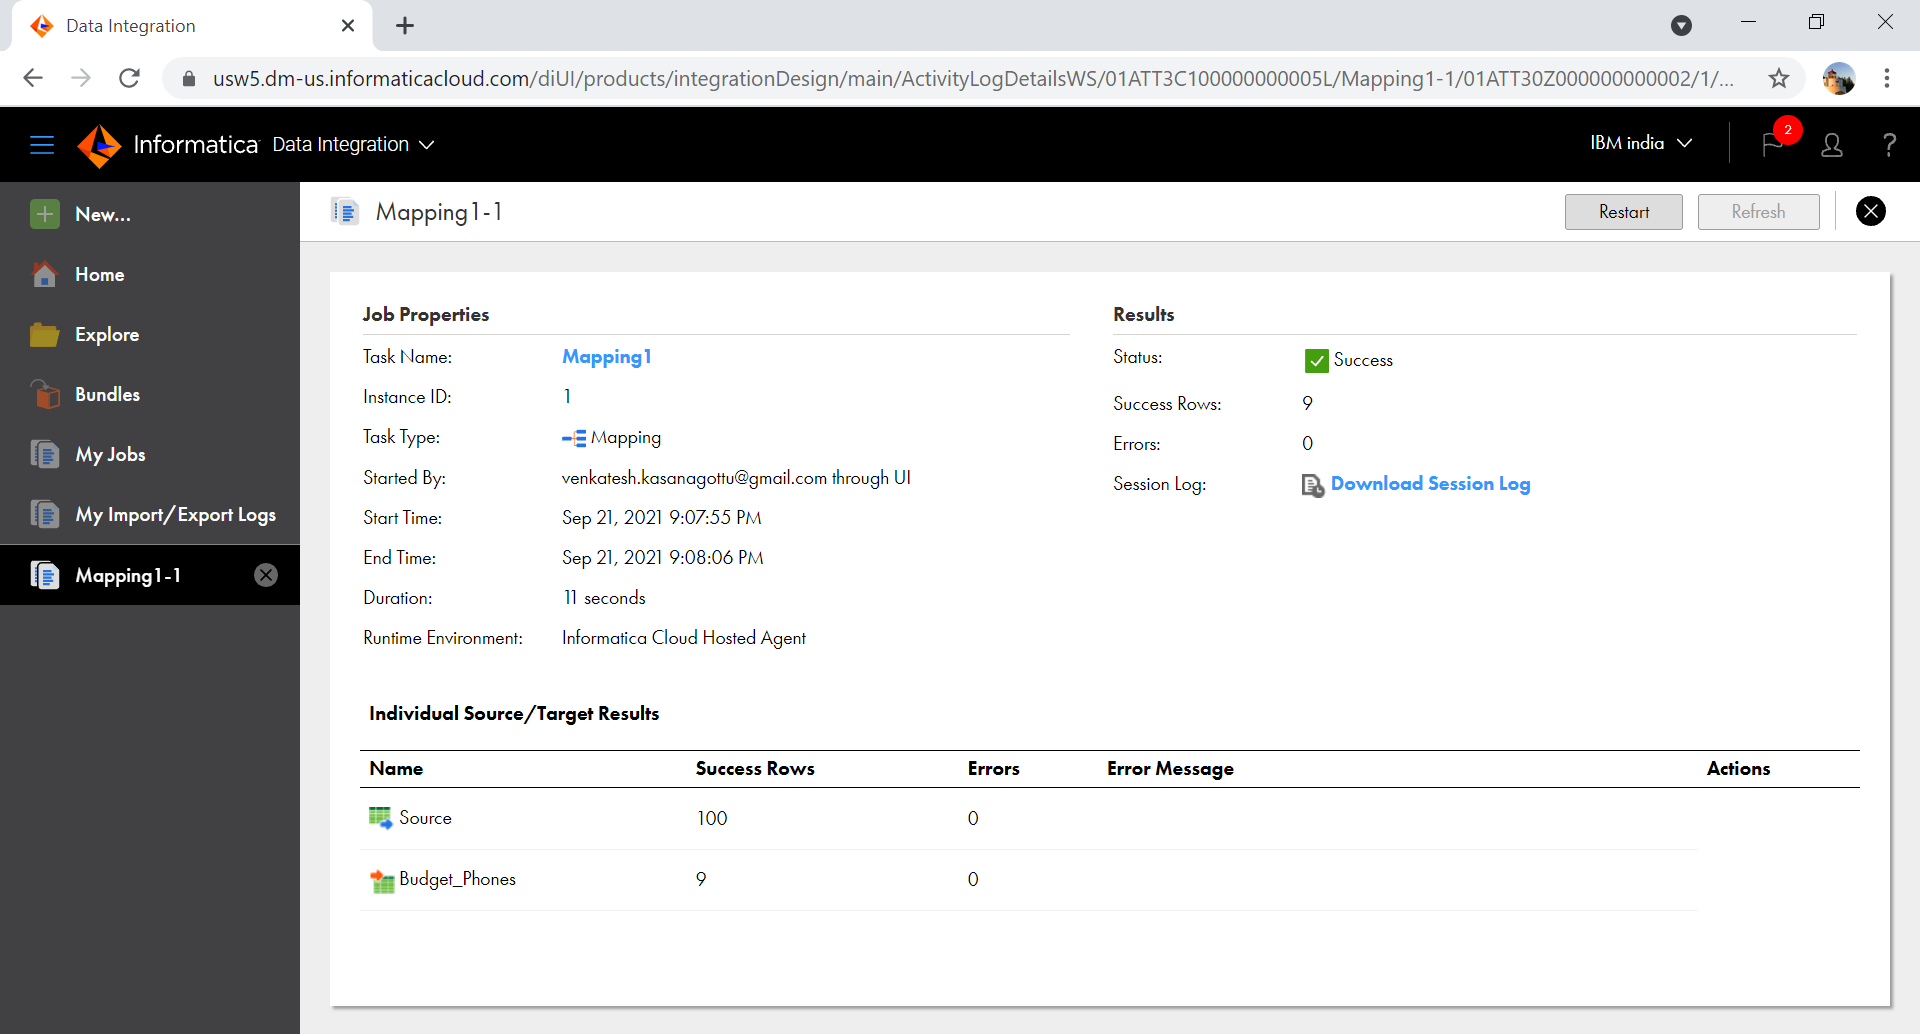 Data Integration
usw5.dm-us.informaticacloud.com/diUI/products/integrationDesign/main/ActivityLogDetailsWS/01ATT3C100000000005L/Mapping1-1/01ATT30Z000000000002/1/...
Informatica Data Integration
IBM india
2
?
New...
Home
Explore
Bundles
My Jobs
My Import/Export Logs
Mapping1-1
Mapping1-1
Restart
Refresh
Job Properties
Task Name: Mapping1
Instance ID: 1
Task Type: Mapping
Started By: venkatesh.kasanagottu@gmail.com through UI
Start Time: Sep 21, 2021 9:07:55 PM
End Time: Sep 21, 2021 9:08:06 PM
Duration: 11 seconds
Runtime Environment: Informatica Cloud Hosted Agent
Results
Status: Success
Success Rows: 9
Errors: 0
Session Log: Download Session Log
Individual Source/Target Results
Name Success Rows Errors Error Message Actions
Source 100 0
Budget_Phones 9 0